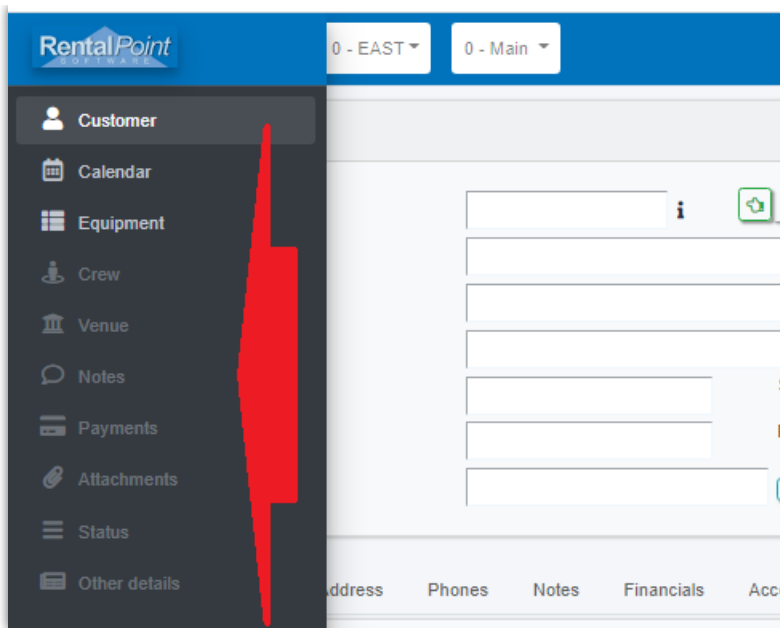 RentalPoint
SOFTWARE
0 - EAST
0 - Main
Customer
Calendar
Equipment
Crew
Venue
Notes
Payments
Attachments
Status
Other details
ddress Phones Notes Financials Acc